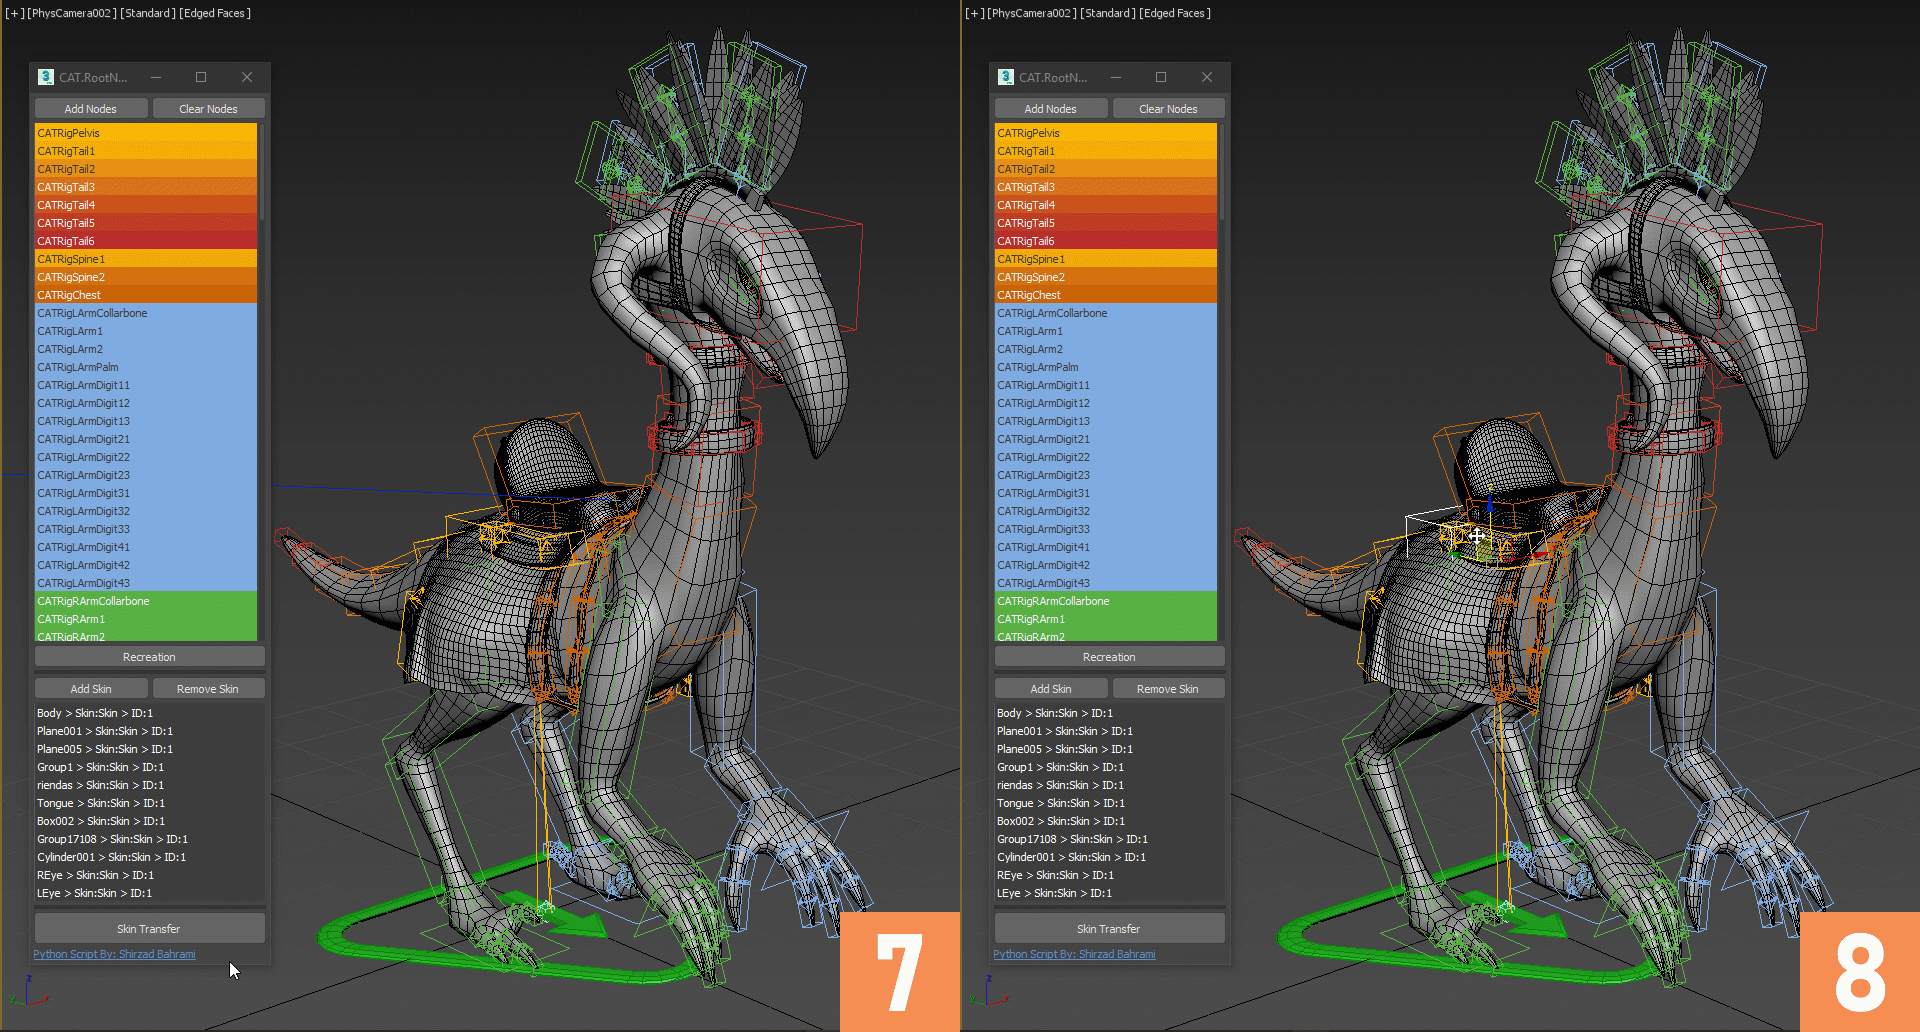 [+] [PhysCamera002] [Standard] [Edged Faces]
CAT.RootN...
Add Nodes
Clear Nodes
CATRigPelvis
CATRigTail1
CATRigTail2
CATRigTail3
CATRigTail4
CATRigTail5
CATRigTail6
CATRigSpine1
CATRigSpine2
CATRigChest
CATRigLArmCollarbone
CATRigLArm1
CATRigLArm2
CATRigLArmPalm
CATRigLArmDigit11
CATRigLArmDigit12
CATRigLArmDigit13
CATRigLArmDigit21
CATRigLArmDigit22
CATRigLArmDigit23
CATRigLArmDigit31
CATRigLArmDigit32
CATRigLArmDigit33
CATRigLArmDigit41
CATRigLArmDigit42
CATRigLArmDigit43
CATRigRArmCollarbone
CATRigRArm1
CATRigRArm2
Recreation
Add Skin
Remove Skin
Body > Skin:Skin > ID:1
Plane001 > Skin:Skin > ID:1
Plane005 > Skin:Skin > ID:1
Group1 > Skin:Skin > ID:1
riendas > Skin:Skin > ID:1
Tongue > Skin:Skin > ID:1
Box002 > Skin:Skin > ID:1
Group17108 > Skin:Skin > ID:1
Cylinder001 > Skin:Skin > ID:1
REye > Skin:Skin > ID:1
LEye > Skin:Skin > ID:1
Skin Transfer
Python Script By: Shirzad Bahrami
7
[+] [PhysCamera002] [Standard] [Edged Faces]
CAT.RootN...
Add Nodes
Clear Nodes
CATRigPelvis
CATRigTail1
CATRigTail2
CATRigTail3
CATRigTail4
CATRigTail5
CATRigTail6
CATRigSpine1
CATRigSpine2
CATRigChest
CATRigLArmCollarbone
CATRigLArm1
CATRigLArm2
CATRigLArmPalm
CATRigLArmDigit11
CATRigLArmDigit12
CATRigLArmDigit13
CATRigLArmDigit21
CATRigLArmDigit22
CATRigLArmDigit23
CATRigLArmDigit31
CATRigLArmDigit32
CATRigLArmDigit33
CATRigLArmDigit41
CATRigLArmDigit42
CATRigLArmDigit43
CATRigRArmCollarbone
CATRigRArm1
CATRigRArm2
Recreation
Add Skin
Remove Skin
Body > Skin:Skin > ID:1
Plane001 > Skin:Skin > ID:1
Plane005 > Skin:Skin > ID:1
Group1 > Skin:Skin > ID:1
riendas > Skin:Skin > ID:1
Tongue > Skin:Skin > ID:1
Box002 > Skin:Skin > ID:1
Group17108 > Skin:Skin > ID:1
Cylinder001 > Skin:Skin > ID:1
REye > Skin:Skin > ID:1
LEye > Skin:Skin > ID:1
Skin Transfer
Python Script By: Shirzad Bahrami
8